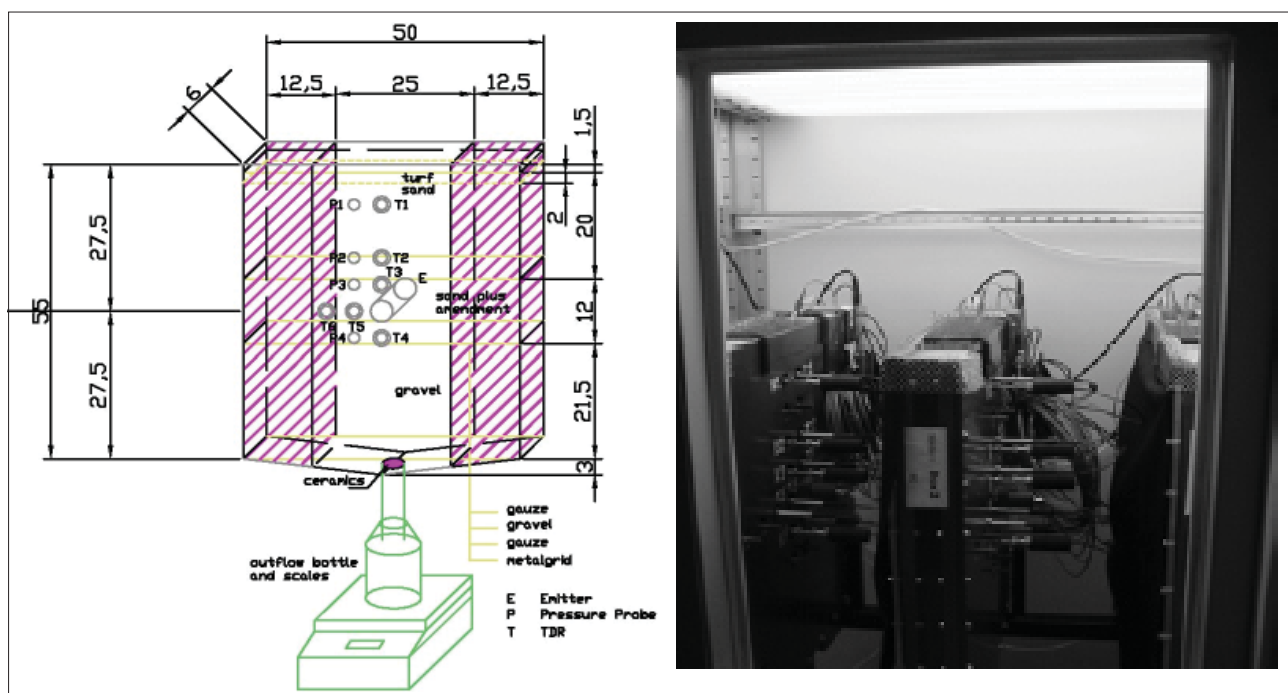 50
12,5 25 12,5
6
1,5
turf
sand
P1 T1
2
20
27,5
P2 T2
T3
P3 E
sand plus
amendment
55
12
T6 T5
P4 T4
27,5
gravel
21,5
3
ceramics
gauze
gravel
gauze
metalgrid
outflow bottle
and scales
E Emitter
P Pressure Probe
T TDR